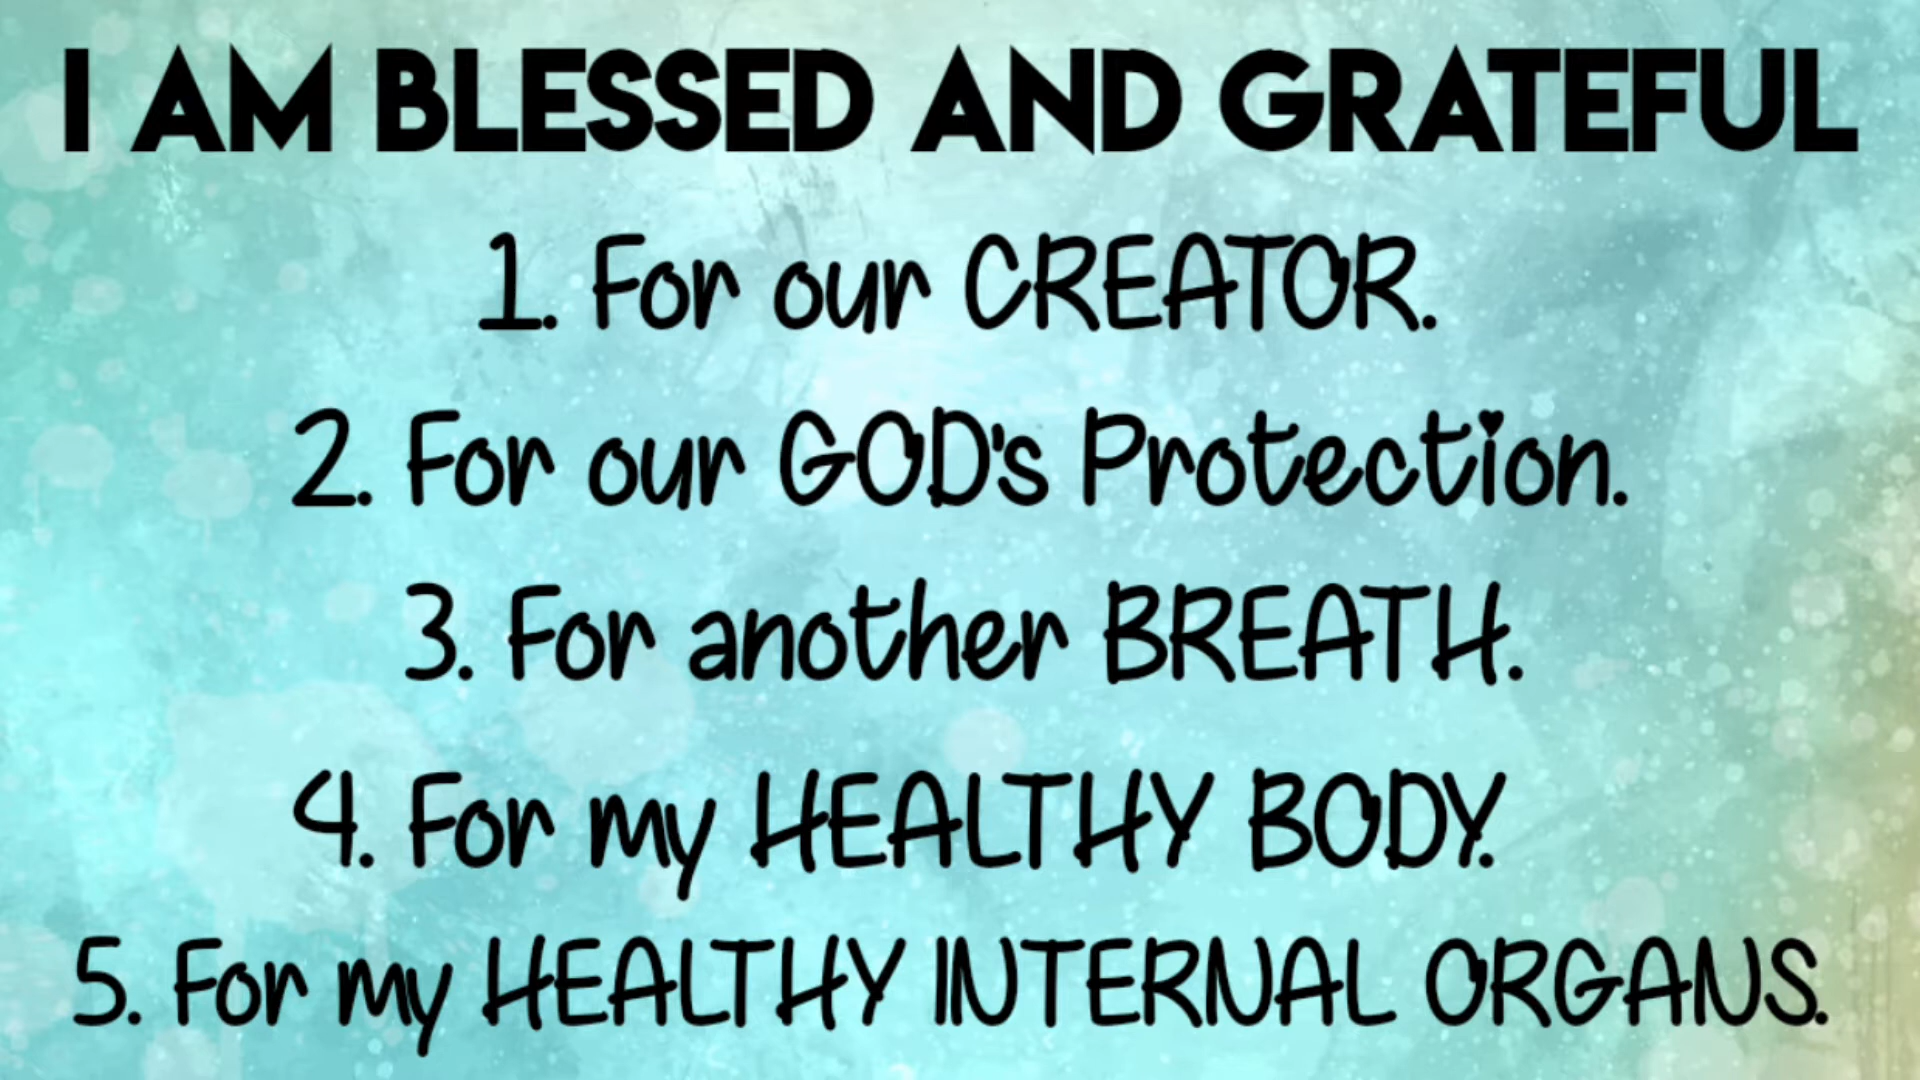 I AM BLESSED AND GRATEFUL
1. For our CREATOR.
2. For our GOD's Protection.
3. For another BREATH.
4. For my HEALTHY BODY.
5. For my HEALTHY INTERNAL ORGANS.